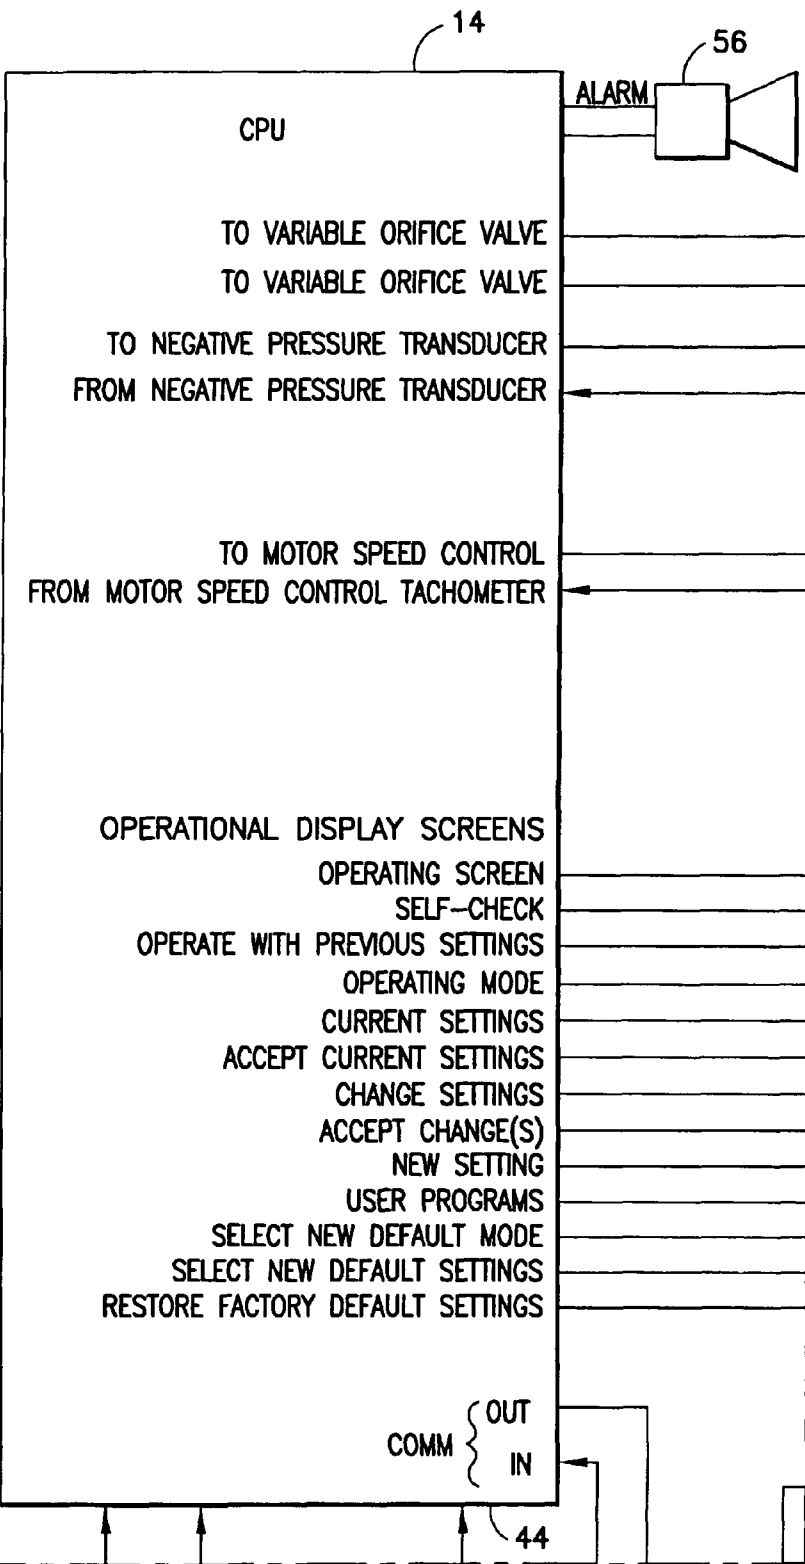 14
56
ALARM
CPU
TO VARIABLE ORIFICE VALVE
TO VARIABLE ORIFICE VALVE
TO NEGATIVE PRESSURE TRANSDUCER
FROM NEGATIVE PRESSURE TRANSDUCER
TO MOTOR SPEED CONTROL
FROM MOTOR SPEED CONTROL TACHOMETER
OPERATIONAL DISPLAY SCREENS
OPERATING SCREEN
SELF-CHECK
OPERATE WITH PREVIOUS SETTINGS
OPERATING MODE
CURRENT SETTINGS
ACCEPT CURRENT SETTINGS
CHANGE SETTINGS
ACCEPT CHANGE(S)
NEW SETTING
USER PROGRAMS
SELECT NEW DEFAULT MODE
SELECT NEW DEFAULT SETTINGS
RESTORE FACTORY DEFAULT SETTINGS
OUT
COMM
IN
44